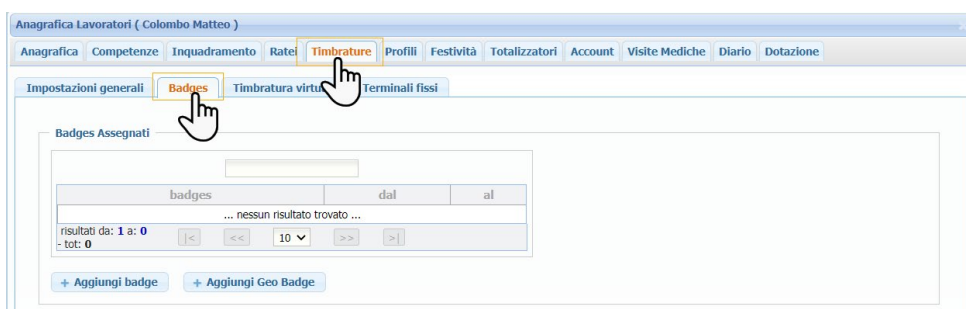 Anagrafica Lavoratori ( Colombo Matteo )
Anagrafica Competenze Inquadramento Ratei Timbrature Profili Festività Totalizzatori Account Visite Mediche Diario Dotazione
Impostazioni generali Badges Timbratura Terminali fissi
Badges Assegnati
badges dal al
... nessun risultato trovato ...
risultati da: 1 a: 0
- tot: 0 |< << 10 >> >|
+ Aggiungi badge + Aggiungi Geo Badge